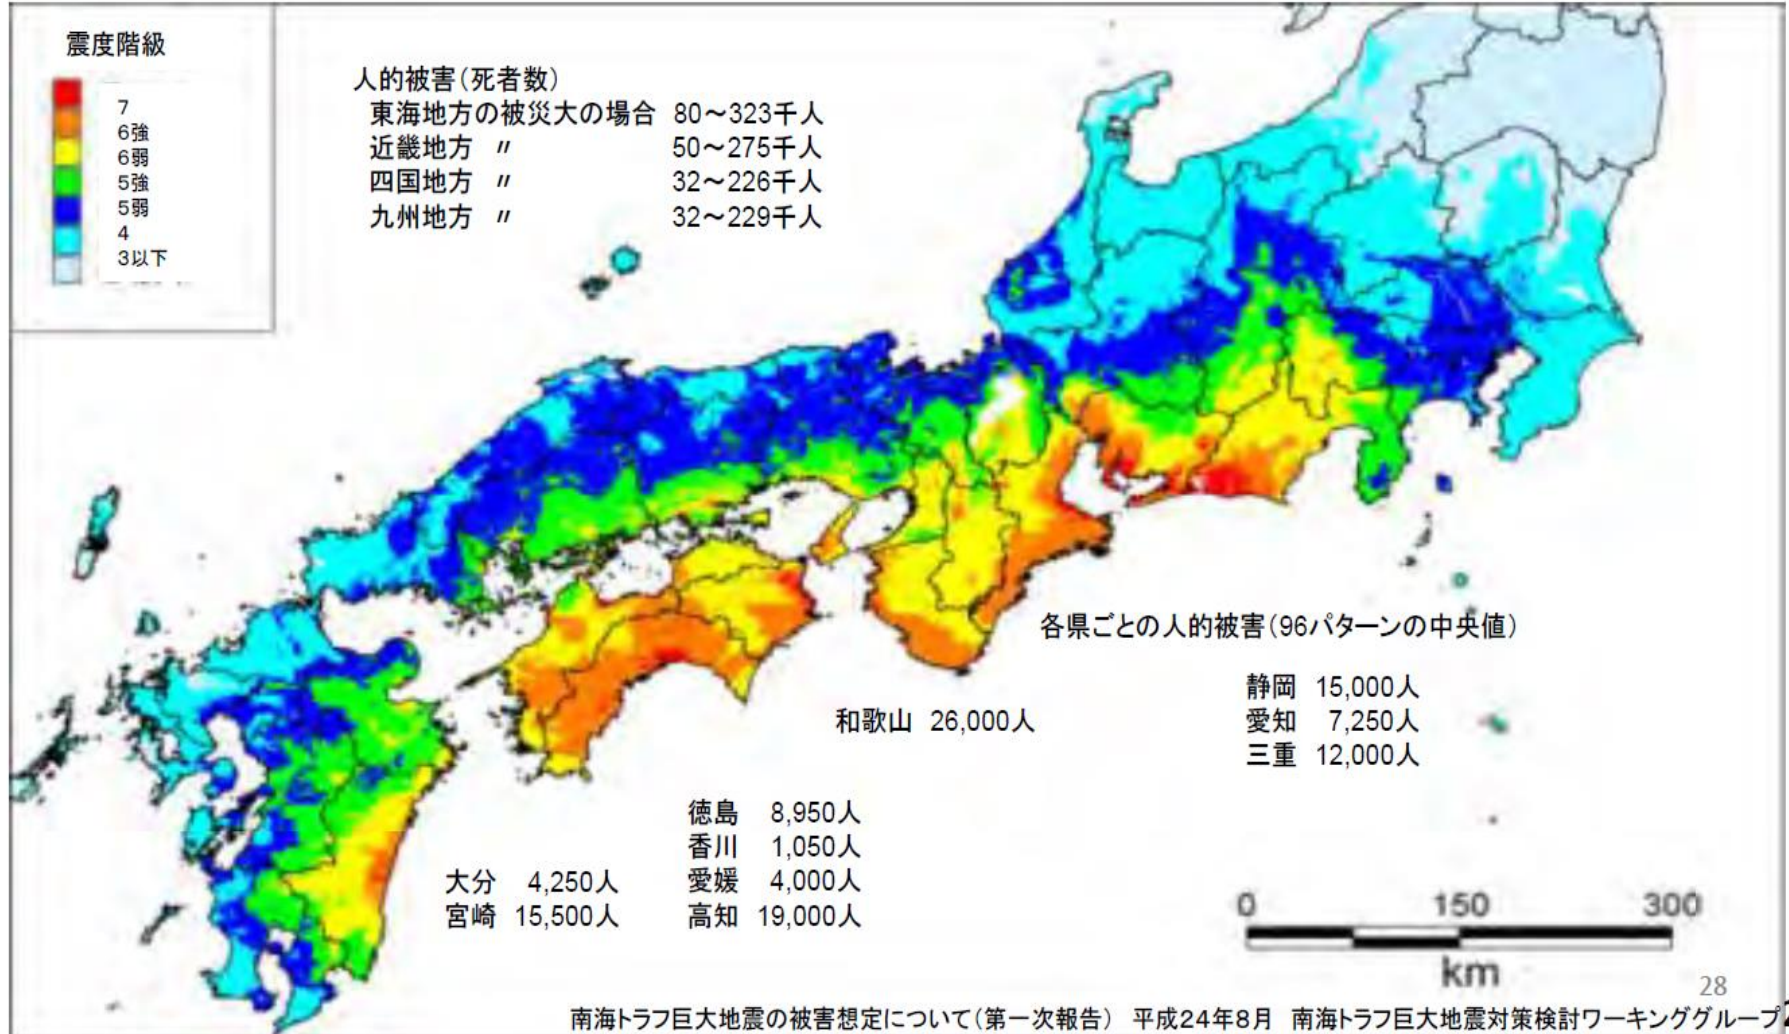 震度階級
7
6強
6弱
5強
5弱
4
3以下
人的被害(死者数)
東海地方の被災大の場合 80～323千人
近畿地方 〃 50～275千人
四国地方 〃 32～226千人
九州地方 〃 32～229千人
各県ごとの人的被害(96パターンの中央値)
静岡 15,000人
愛知 7,250人
三重 12,000人
和歌山 26,000人
徳島 8,950人
香川 1,050人
愛媛 4,000人
高知 19,000人
大分 4,250人
宮崎 15,500人
0 150 300
km
28
南海トラフ巨大地震の被害想定について(第一次報告) 平成24年8月 南海トラフ巨大地震対策検討ワーキンググループ